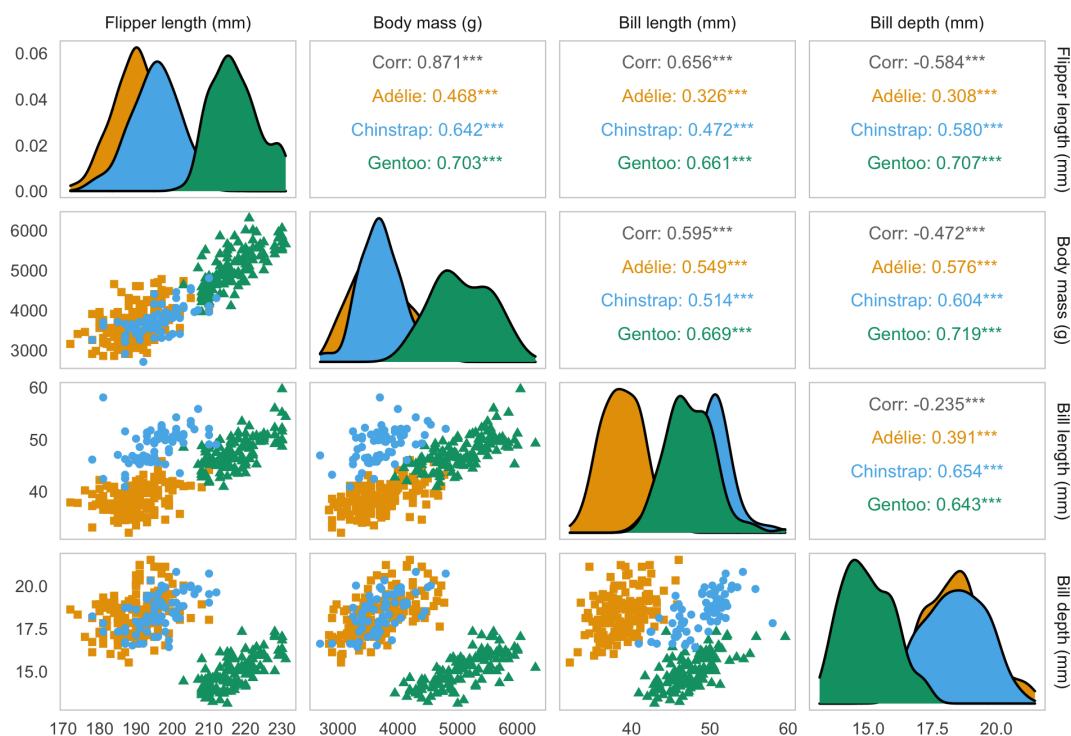 Flipper length (mm) Body mass (g) Bill length (mm) Bill depth (mm)
0.06
0.04
0.02
0.00
Corr: 0.871***
Adélie: 0.468***
Chinstrap: 0.642***
Gentoo: 0.703***
Corr: 0.656***
Adélie: 0.326***
Chinstrap: 0.472***
Gentoo: 0.661***
Corr: -0.584***
Adélie: 0.308***
Chinstrap: 0.580***
Gentoo: 0.707***
Flipper length (mm)
6000
5000
4000
3000
Corr: 0.595***
Adélie: 0.549***
Chinstrap: 0.514***
Gentoo: 0.669***
Corr: -0.472***
Adélie: 0.576***
Chinstrap: 0.604***
Gentoo: 0.719***
Body mass (g)
60
50
40
Corr: -0.235***
Adélie: 0.391***
Chinstrap: 0.654***
Gentoo: 0.643***
Bill length (mm)
20.0
17.5
15.0
Bill depth (mm)
170 180 190 200 210 220 230 3000 4000 5000 6000 40 50 60 15.0 17.5 20.0